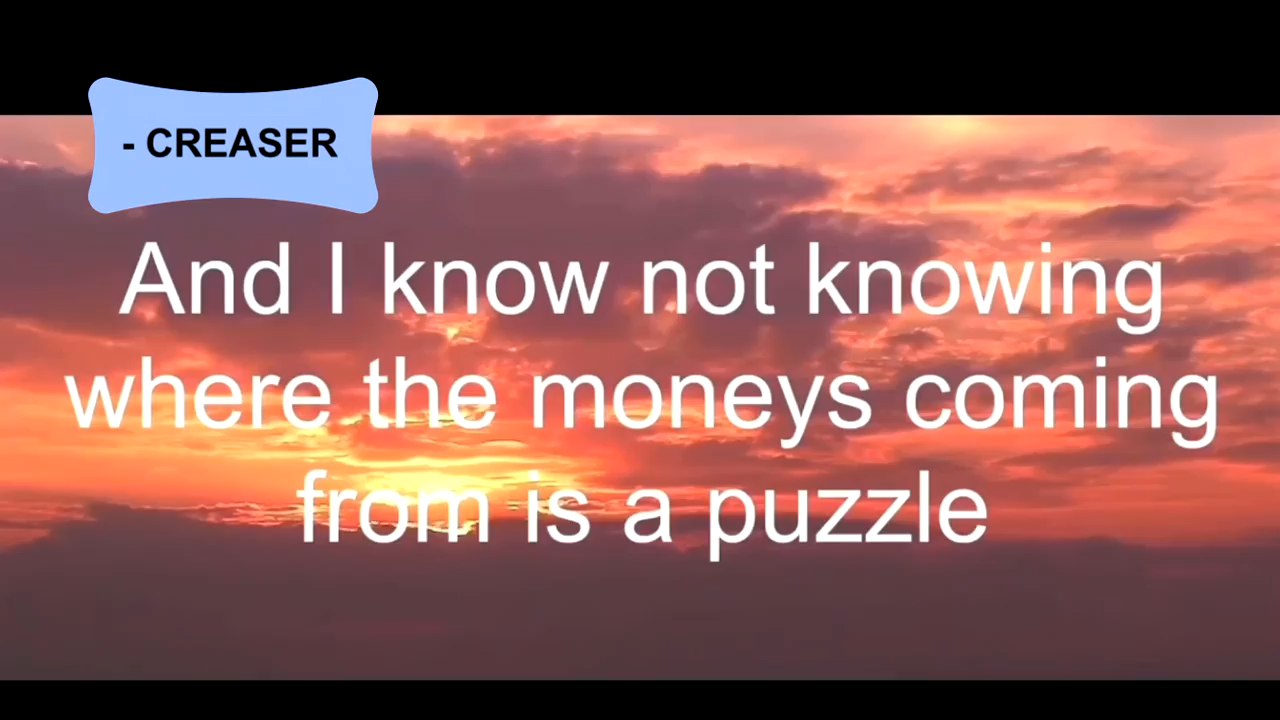 - CREASER
And I know not knowing
where the moneys coming
from is a puzzle